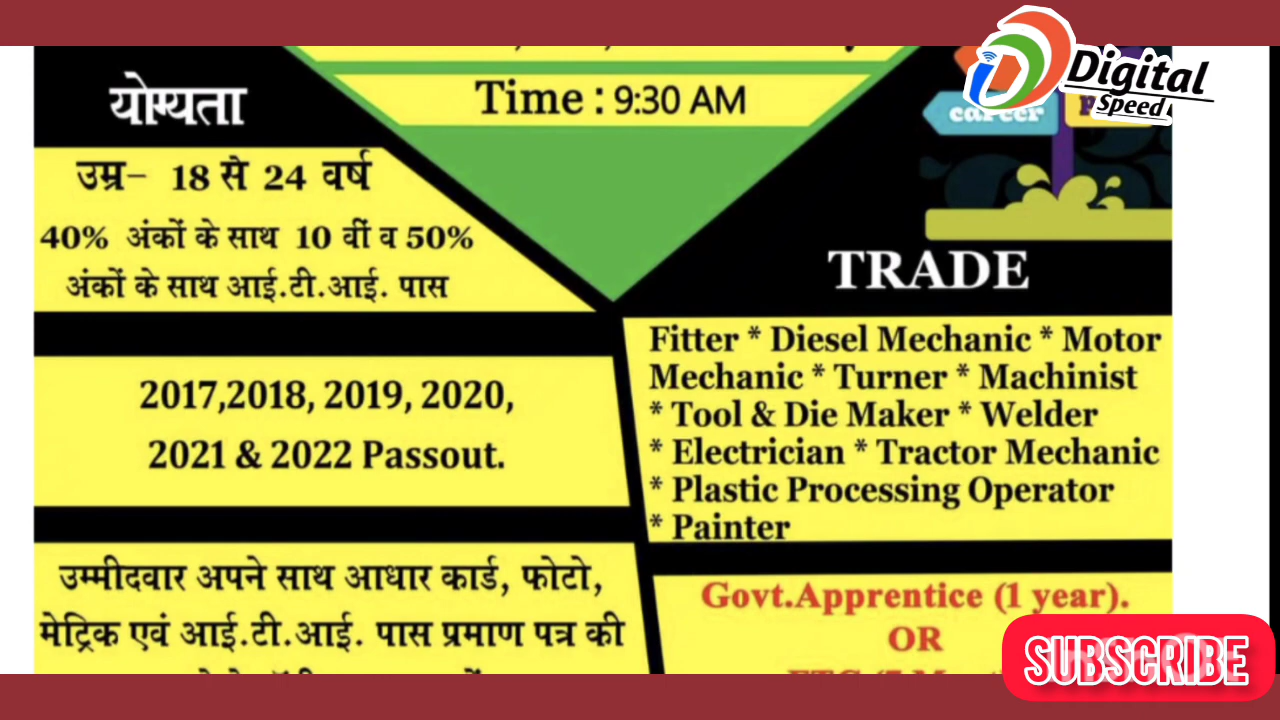 Digital
Speed
career
योग्यता
Time : 9:30 AM
उम्र- 18 से 24 वर्ष
40% अंकों के साथ 10 वीं व 50%
अंकों के साथ आई.टी.आई. पास
TRADE
Fitter * Diesel Mechanic * Motor
Mechanic * Turner * Machinist
* Tool & Die Maker * Welder
* Electrician * Tractor Mechanic
* Plastic Processing Operator
* Painter
2017,2018, 2019, 2020,
2021 & 2022 Passout.
उम्मीदवार अपने साथ आधार कार्ड, फोटो,
मेट्रिक एवं आई.टी.आई. पास प्रमाण पत्र की
Govt.Apprentice (1 year).
OR
SUBSCRIBE